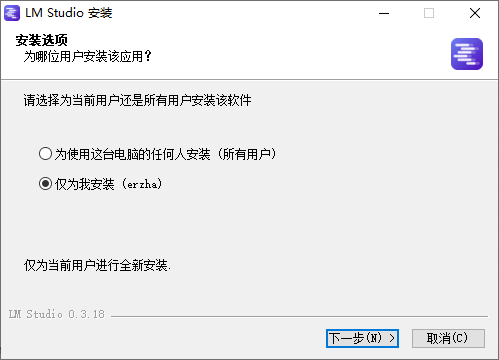 LM Studio 安装
安装选项
为哪位用户安装该应用？
请选择为当前用户还是所有用户安装该软件
为使用这台电脑的任何人安装（所有用户）
仅为我安装（erzha）
仅为当前用户进行全新安装.
LM Studio 0.3.18
下一步(N) >
取消(C)